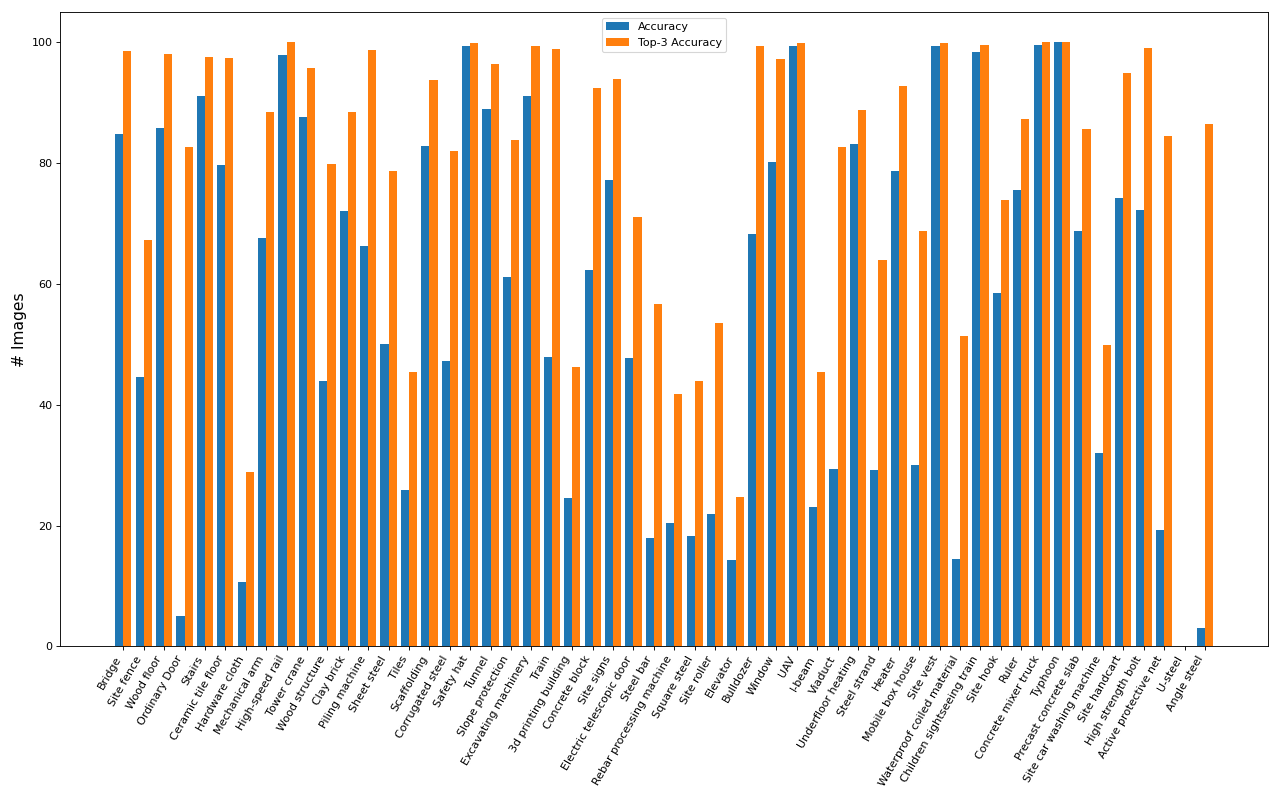 Accuracy
Top-3 Accuracy
# Images
100
80
60
40
20
0
Bridge
Site fence
Wood floor
Ordinary Door
Stairs
Ceramic tile floor
Hardware cloth
Mechanical arm
High-speed rail
Tower crane
Wood structure
Clay brick
Piling machine
Sheet steel
Tiles
Scaffolding
Corrugated steel
Safety hat
Tunnel
Slope protection
Excavating machinery
Train
3d printing building
Concrete block
Site signs
Electric telescopic door
Steel bar
Rebar processing machine
Square steel
Site roller
Elevator
Bulldozer
Window
UAV
I-beam
Viaduct
Underfloor heating
Steel strand
Heater
Mobile box house
Site vest
Waterproof coiled material
Children sightseeing train
Site hook
Ruler
Concrete mixer truck
Typhoon
Precast concrete slab
Site car washing machine
Site handcart
High strength bolt
Active protective net
U-steel
Angle steel